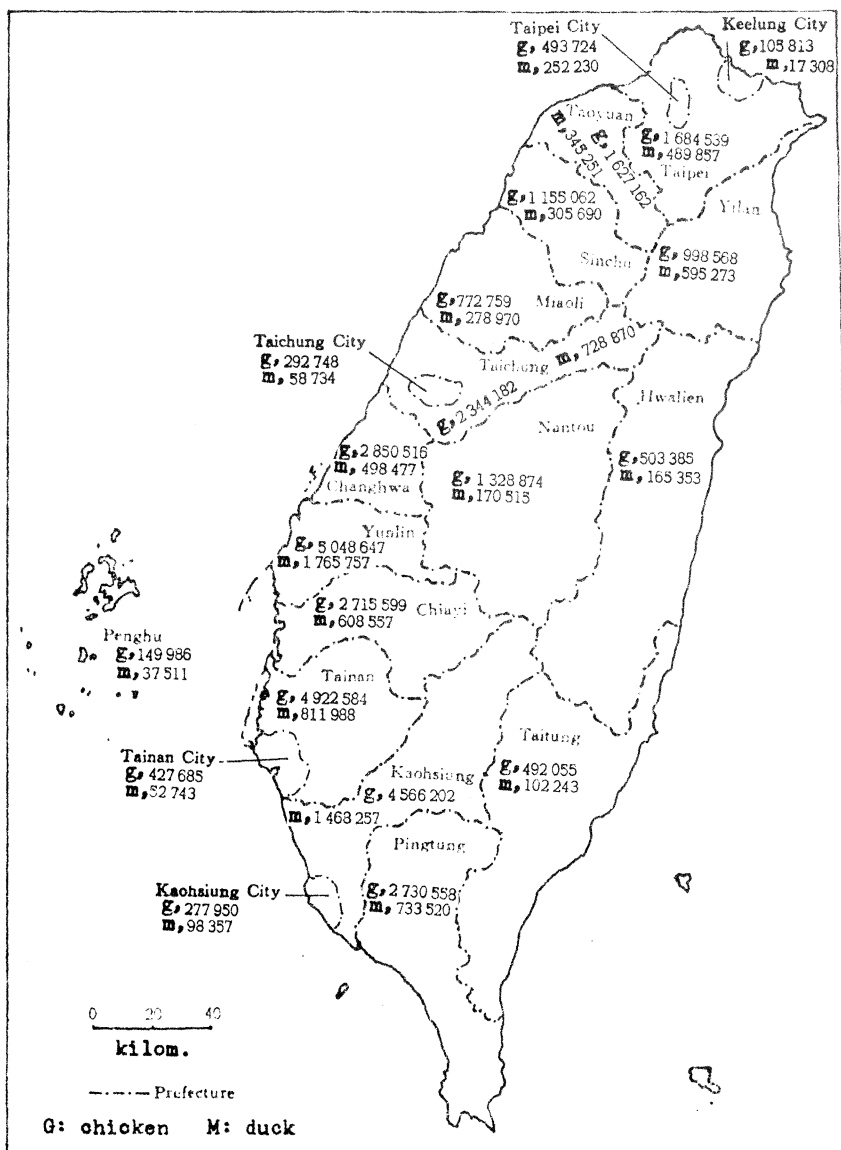 Taipei City
g, 493 724
m, 252 230
Keelung City
g, 105 813
m, 17 308
Taoyuan
m, 345 251
g, 1 627 162
g, 1 684 539
m, 489 857
Taipei
Yilan
g, 998 568
m, 595 273
g, 1 155 062
m, 305 690
Sinchu
g, 772 759
m, 278 970
Miaoli
Taichung City
g, 292 748
m, 58 734
Taichung
m, 728 870
g, 2 344 182
Hwalien
g, 503 385
m, 165 353
Nantou
g, 1 328 874
m, 170 515
g, 2 850 516
m, 498 477
Changhwa
Yunlin
g, 5 048 647
m, 1 765 757
g, 2 715 599
m, 608 557
Chiayi
Penghu
g, 149 986
m, 37 511
Tainan
g, 4 922 584
m, 811 988
Tainan City
g, 427 685
m, 52 743
Taitung
g, 492 055
m, 102 243
Kaohsiung
g, 4 566 202
m, 1 468 257
Pingtung
g, 2 730 558
m, 733 520
Kaohsiung City
g, 277 950
m, 98 357
0 20 40
kilom.
Prefecture
G: chicken M: duck